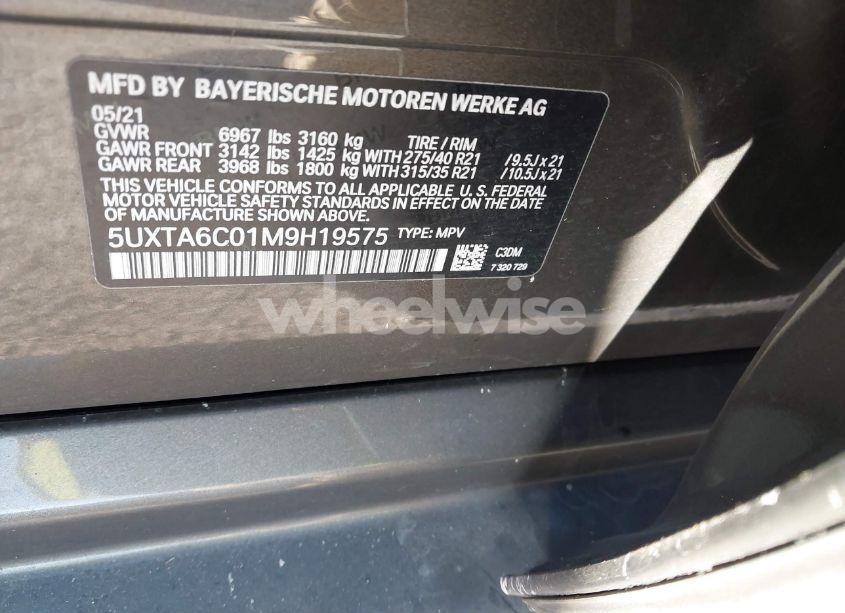 MFD BY BAYERISCHE MOTOREN WERKE AG
05/21
GVWR 6967 lbs 3160 kg TIRE / RIM
GAWR FRONT 3142 lbs 1425 kg WITH 275/40 R21 /9.5J x 21
GAWR REAR 3968 lbs 1800 kg WITH 315/35 R21 /10.5J x 21
THIS VEHICLE CONFORMS TO ALL APPLICABLE U. S. FEDERAL
MOTOR VEHICLE SAFETY STANDARDS IN EFFECT ON THE
DATE OF MANUFACTURE SHOWN ABOVE.
5UXTA6C01M9H19575 TYPE: MPV
C3DM
7 320 729
wheelwise